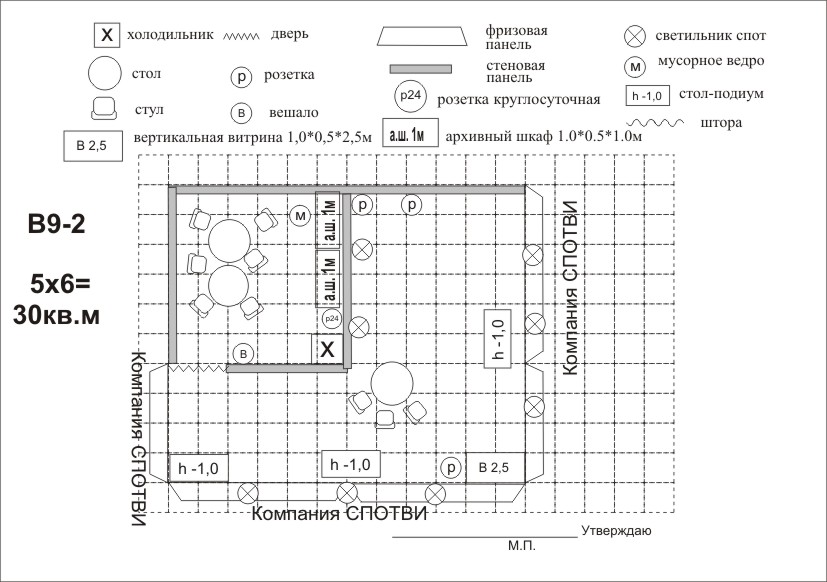 X холодильник
дверь
фризовая
панель
светильник спот
стол
р розетка
стеновая
панель
м мусорное ведро
стул
в вешало
р24 розетка круглосуточная
h -1,0 стол-подиум
В 2,5 вертикальная витрина 1,0*0,5*2,5м
а.ш. 1м архивный шкаф 1.0*0.5*1.0м
штора
В9-2
5х6=
30кв.м
м
а.ш. 1м
р
р
а.ш. 1м
р24
в
X
h -1,0
Компания СПОТВИ
Компания СПОТВИ
h -1,0
h -1,0
р
В 2,5
Компания СПОТВИ
Утверждаю
М.П.